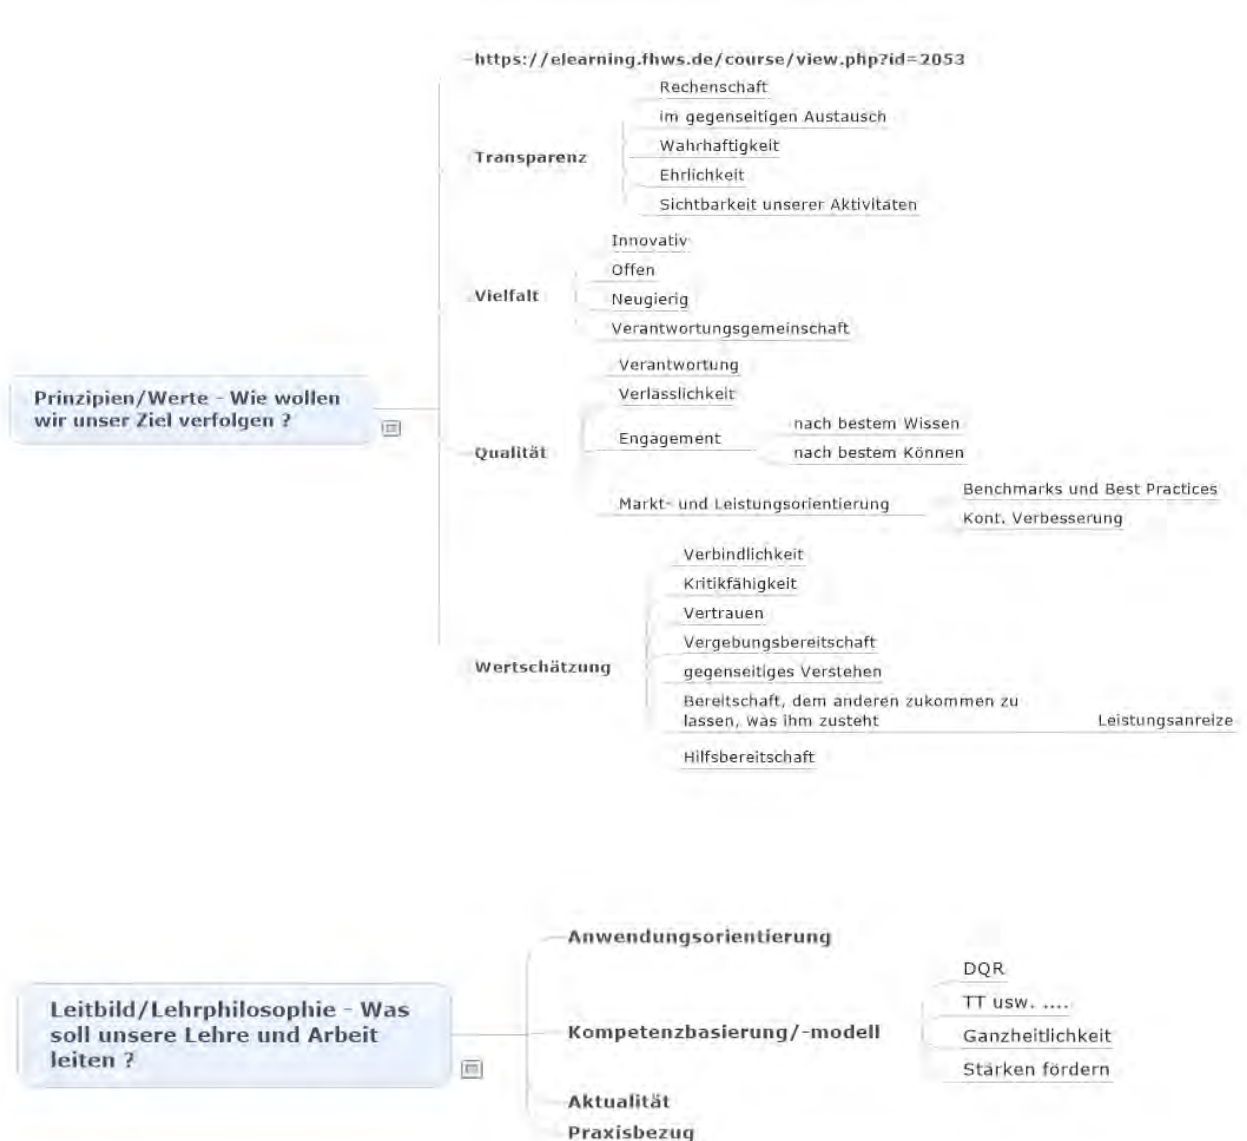 https://elearning.fhws.de/course/view.php?id=2053
Rechenschaft
im gegenseitigen Austausch
Transparenz
Wahrhaftigkeit
Ehrlichkeit
Sichtbarkeit unserer Aktivitäten
Innovativ
Offen
Vielfalt
Neugierig
Verantwortungsgemeinschaft
Prinzipien/Werte - Wie wollen
wir unser Ziel verfolgen ?
Verantwortung
Verlässlichkeit
Qualität
Engagement
nach bestem Wissen
nach bestem Können
Markt- und Leistungsorientierung
Benchmarks und Best Practices
Kont. Verbesserung
Verbindlichkeit
Kritikfähigkeit
Vertrauen
Vergebungsbereitschaft
Wertschätzung
gegenseitiges Verstehen
Bereitschaft, dem anderen zukommen zu
lassen, was ihm zusteht
Leistungsanreize
Hilfsbereitschaft
Leitbild/Lehrphilosophie - Was
soll unsere Lehre und Arbeit
leiten ?
Anwendungsorientierung
Kompetenzbasierung/-modell
DQR
TT usw. ....
Ganzheitlichkeit
Stärken fördern
Aktualität
Praxisbezug